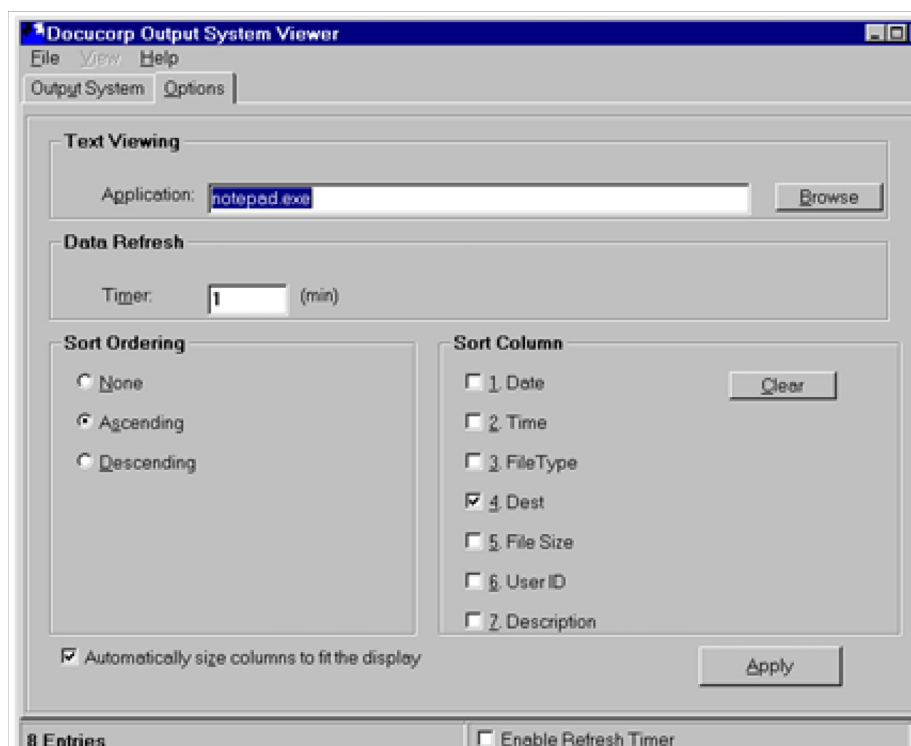 Docucorp Output System Viewer
File View Help
Output System Options
Text Viewing
Application: notepad.exe Browse
Data Refresh
Timer: 1 (min)
Sort Ordering
None
Ascending
Descending
Sort Column
1. Date Clear
2. Time
3. FileType
4. Dest
5. File Size
6. User ID
7. Description
Automatically size columns to fit the display
Apply
8 Entries Enable Refresh Timer